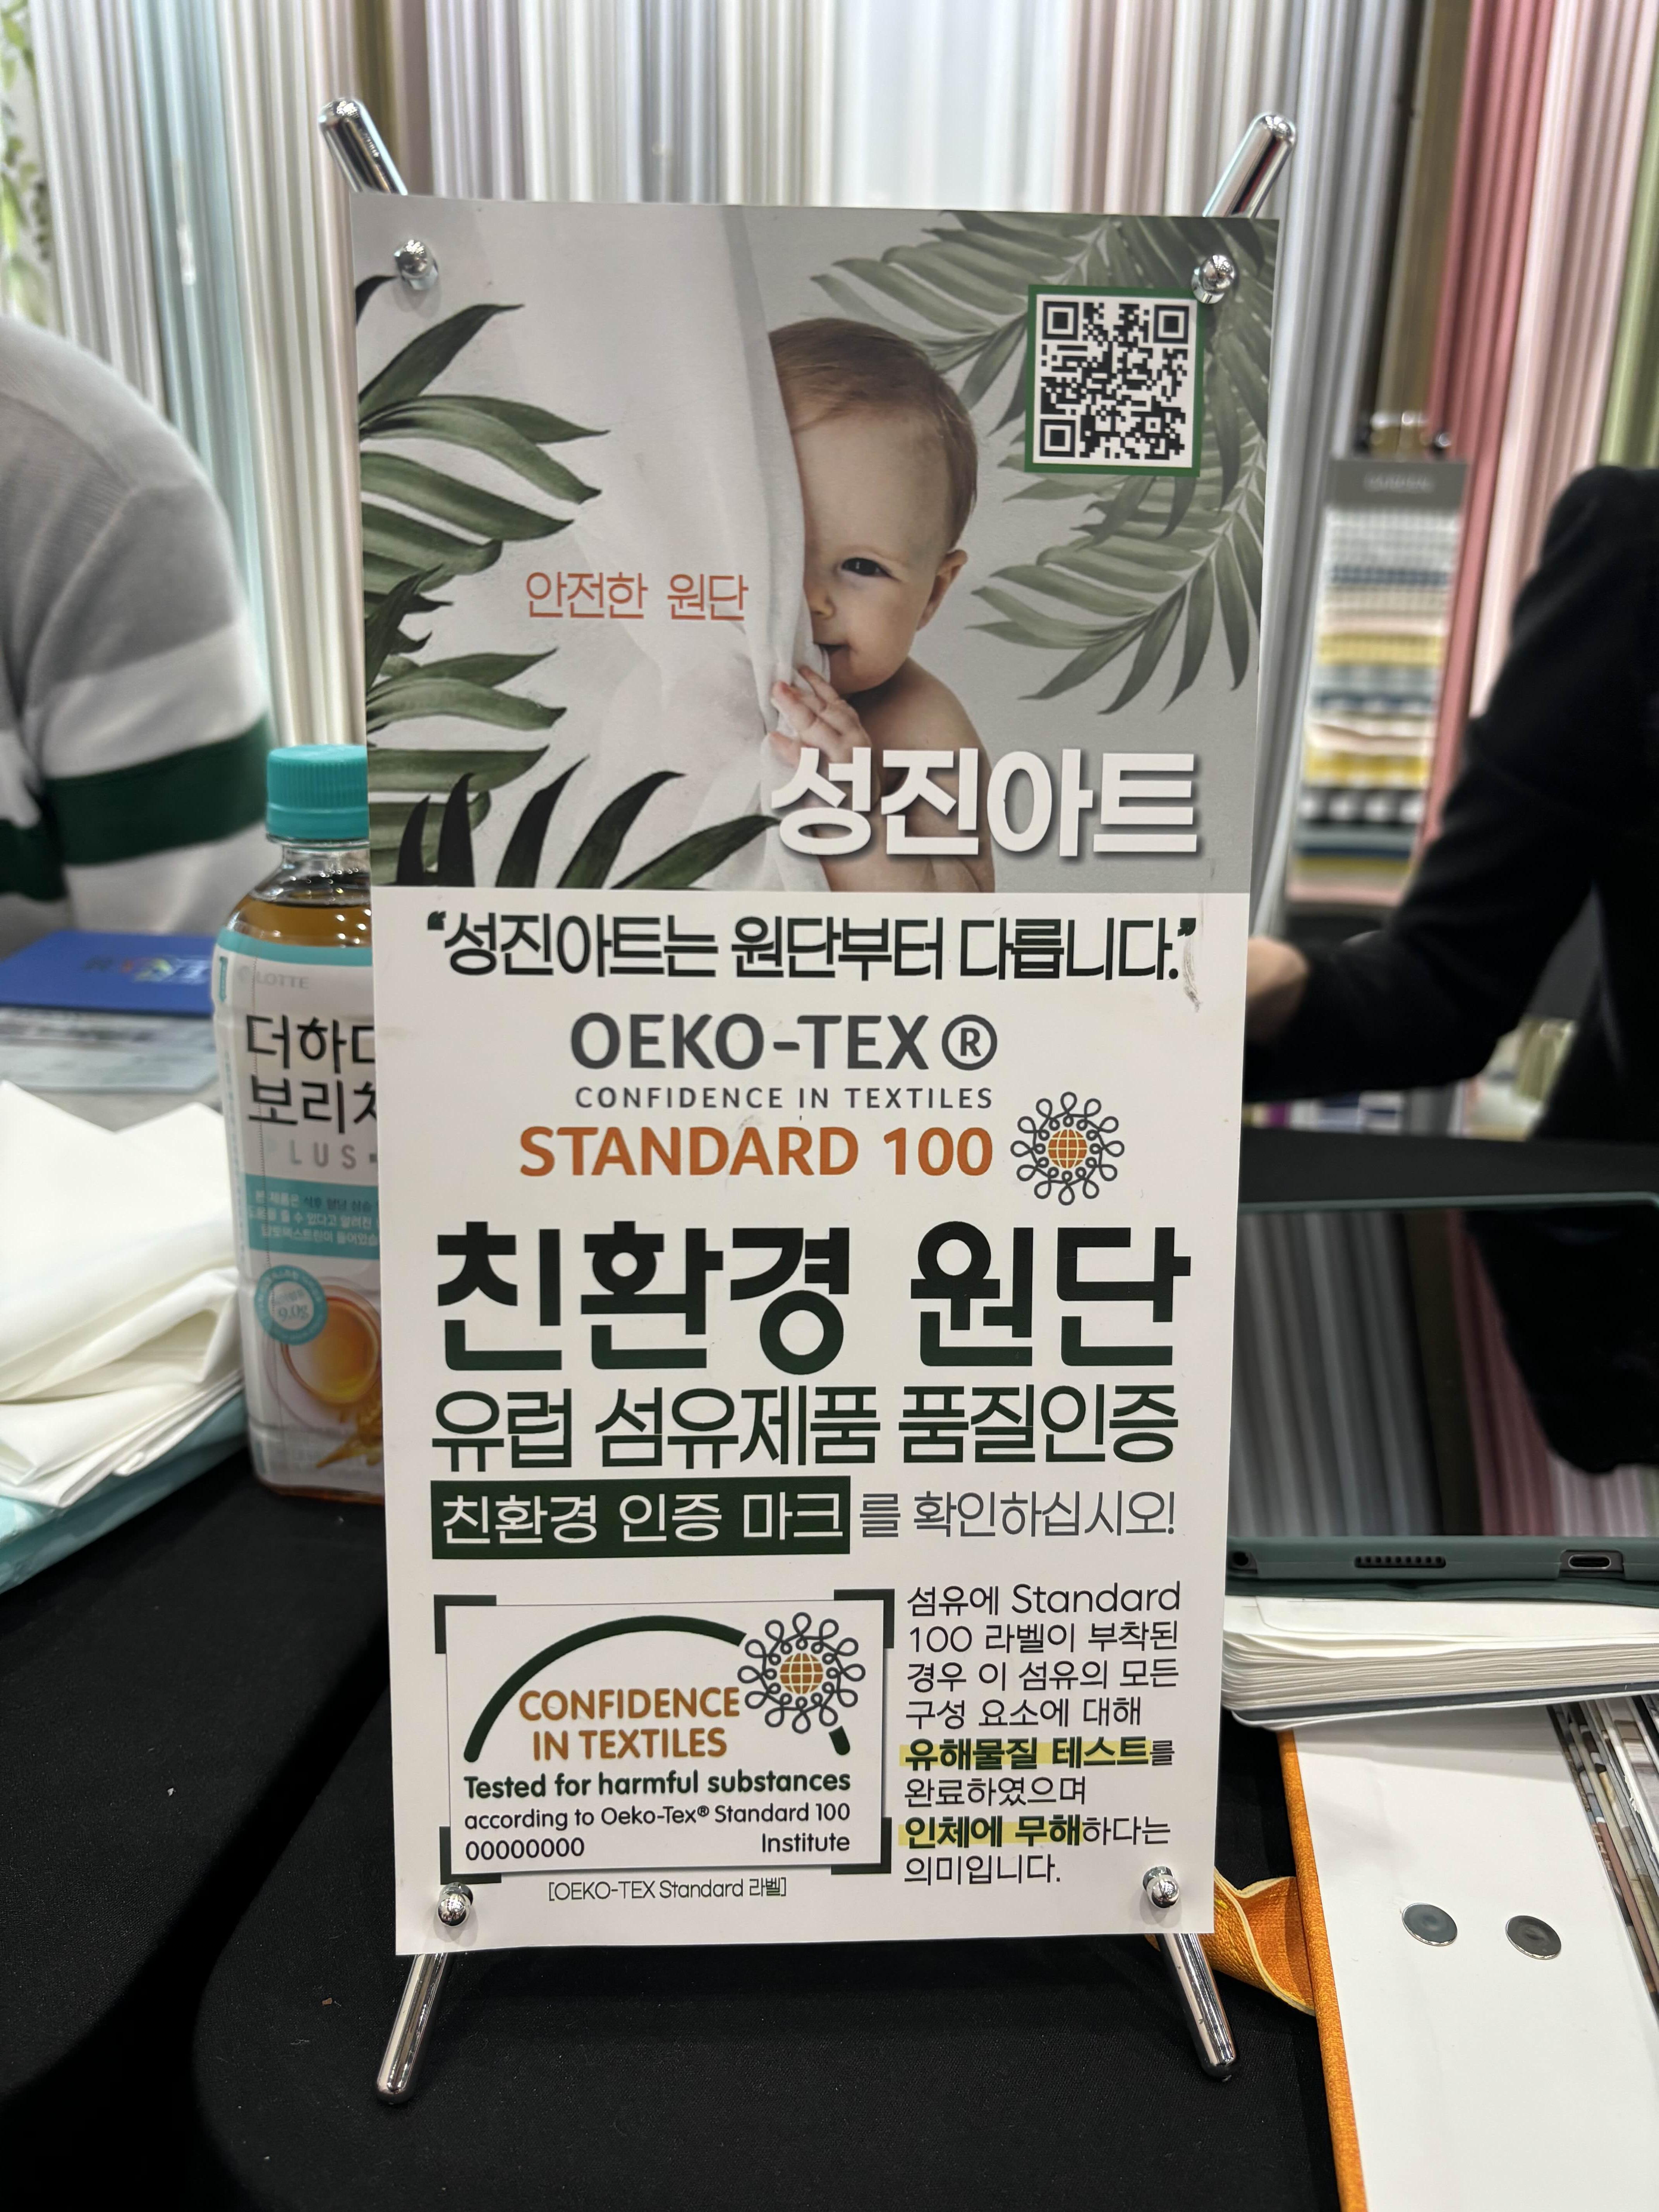 안전한 원단
성진아트
“성진아트는 원단부터 다릅니다.”
OEKO-TEX®
CONFIDENCE IN TEXTILES
STANDARD 100
친환경 원단
유럽 섬유제품 품질인증
친환경 인증 마크를 확인하십시오!
CONFIDENCE
IN TEXTILES
Tested for harmful substances
according to Oeko-Tex® Standard 100
00000000 Institute
[OEKO-TEX Standard 라벨]
섬유에 Standard
100 라벨이 부착된
경우 이 섬유의 모든
구성 요소에 대해
유해물질 테스트를
완료하였으며
인체에 무해하다는
의미입니다.
LOTTE
더하다
보리차
PLUS